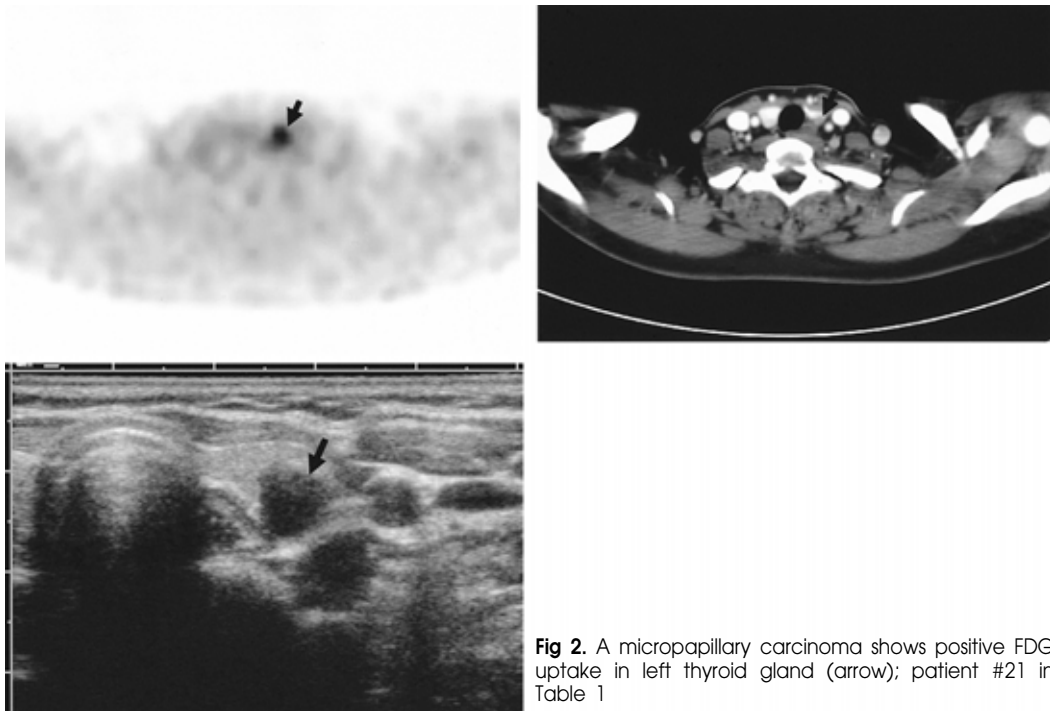 Fig 2. A micropapillary carcinoma shows positive FDG
uptake in left thyroid gland (arrow); patient #21 in
Table 1